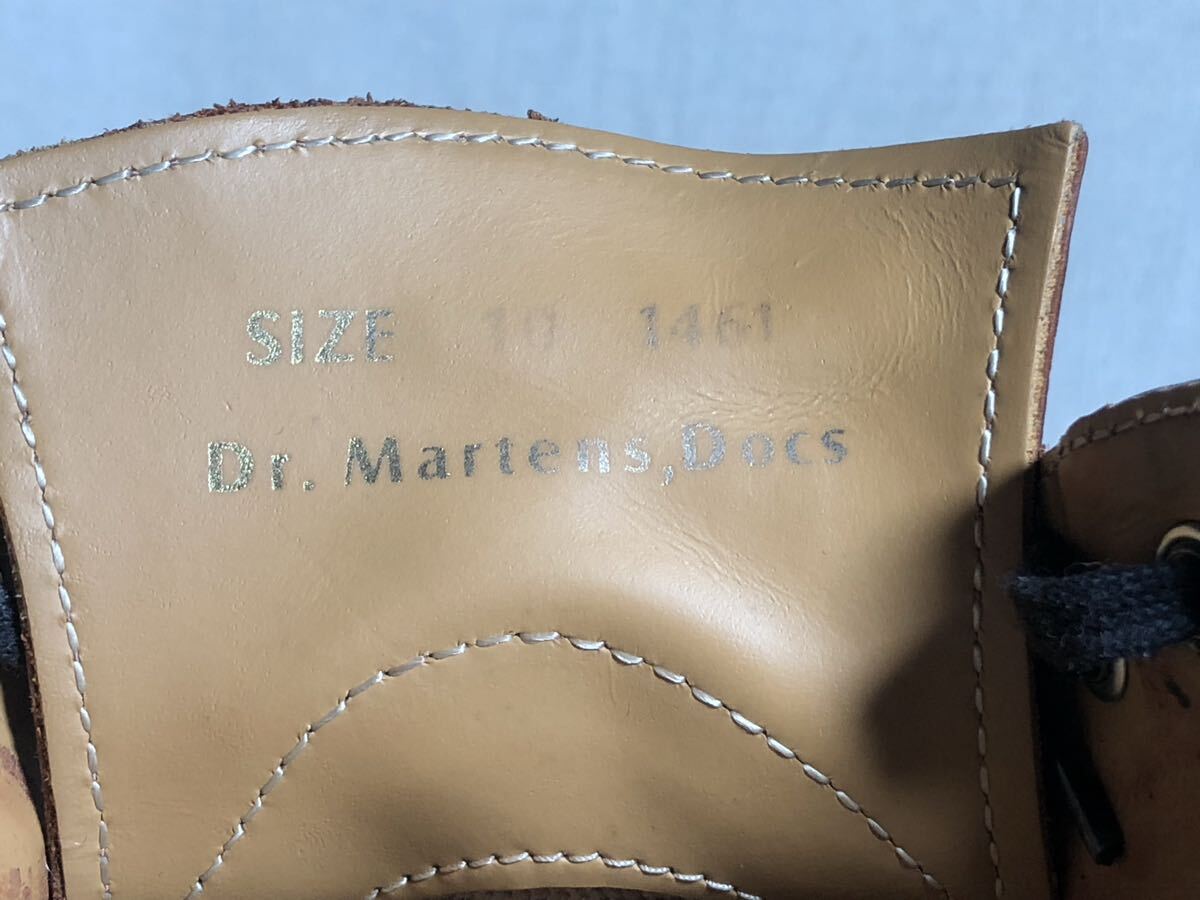 SIZE 10 1461
Dr. Martens,Docs